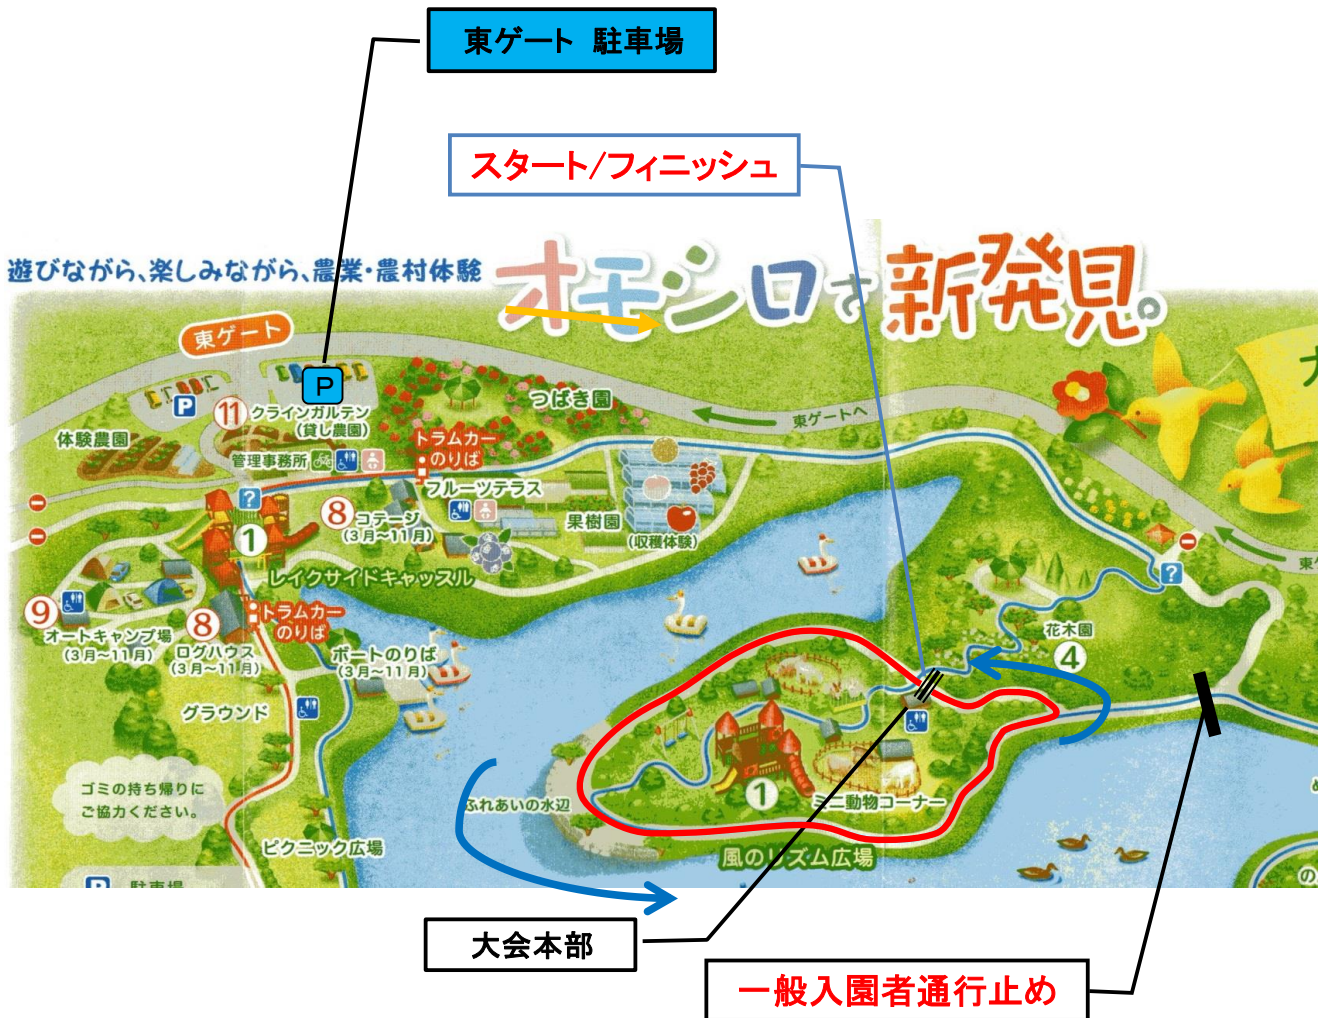 東ゲート 駐車場
スタート/フィニッシュ
遊びながら、楽しみながら、農業・農村体験
オモシロさ新発見。
東ゲート
P
P
⑪クラインガルテン
(貸し農園)
つばき園
東ゲートへ
体験農園
管理事務所
トラムカー
のりば
フルーツテラス
?
①
⑧コテージ
(3月〜11月)
果樹園
(収穫体験)
レイクサイドキャッスル
?
⑨
オートキャンプ場
(3月〜11月)
⑧
ログハウス
(3月〜11月)
トラムカー
のりば
ボートのりば
(3月〜11月)
花木園
④
グラウンド
ゴミの持ち帰りに
ご協力ください。
ふれあいの水辺
①
ミニ動物コーナー
風のリズム広場
ピクニック広場
P 駐車場
大会本部
一般入園者通行止め